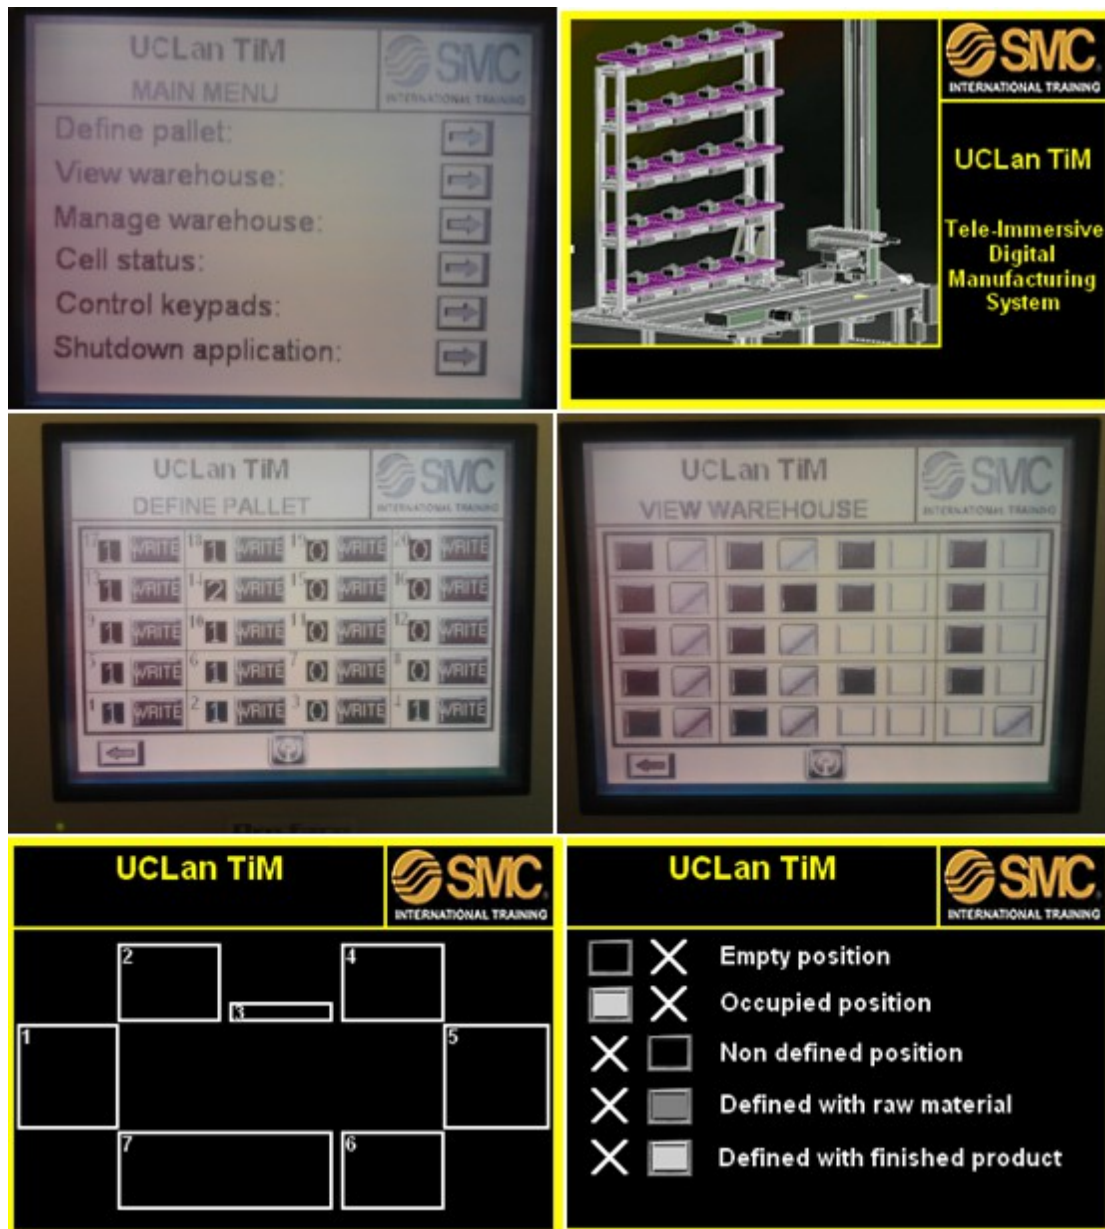 UCLan TiM
MAIN MENU
SMC
INTERNATIONAL TRAINING
Define pallet:
View warehouse:
Manage warehouse:
Cell status:
Control keypads:
Shutdown application:
SMC
INTERNATIONAL TRAINING
UCLan TiM
Tele-Immersive
Digital
Manufacturing
System
UCLan TiM
DEFINE PALLET
SMC
INTERNATIONAL TRAINING
17 1 WRITE 18 1 WRITE 19 0 WRITE 20 0 WRITE
13 1 WRITE 14 2 WRITE 15 0 WRITE 16 0 WRITE
9 1 WRITE 10 1 WRITE 11 0 WRITE 12 0 WRITE
5 1 WRITE 6 1 WRITE 7 0 WRITE 8 0 WRITE
1 1 WRITE 2 1 WRITE 3 0 WRITE 4 1 WRITE
UCLan TiM
VIEW WAREHOUSE
SMC
INTERNATIONAL TRAINING
UCLan TiM
SMC
INTERNATIONAL TRAINING
2 4
3
1 5
7 6
UCLan TiM
SMC
INTERNATIONAL TRAINING
Empty position
Occupied position
Non defined position
Defined with raw material
Defined with finished product